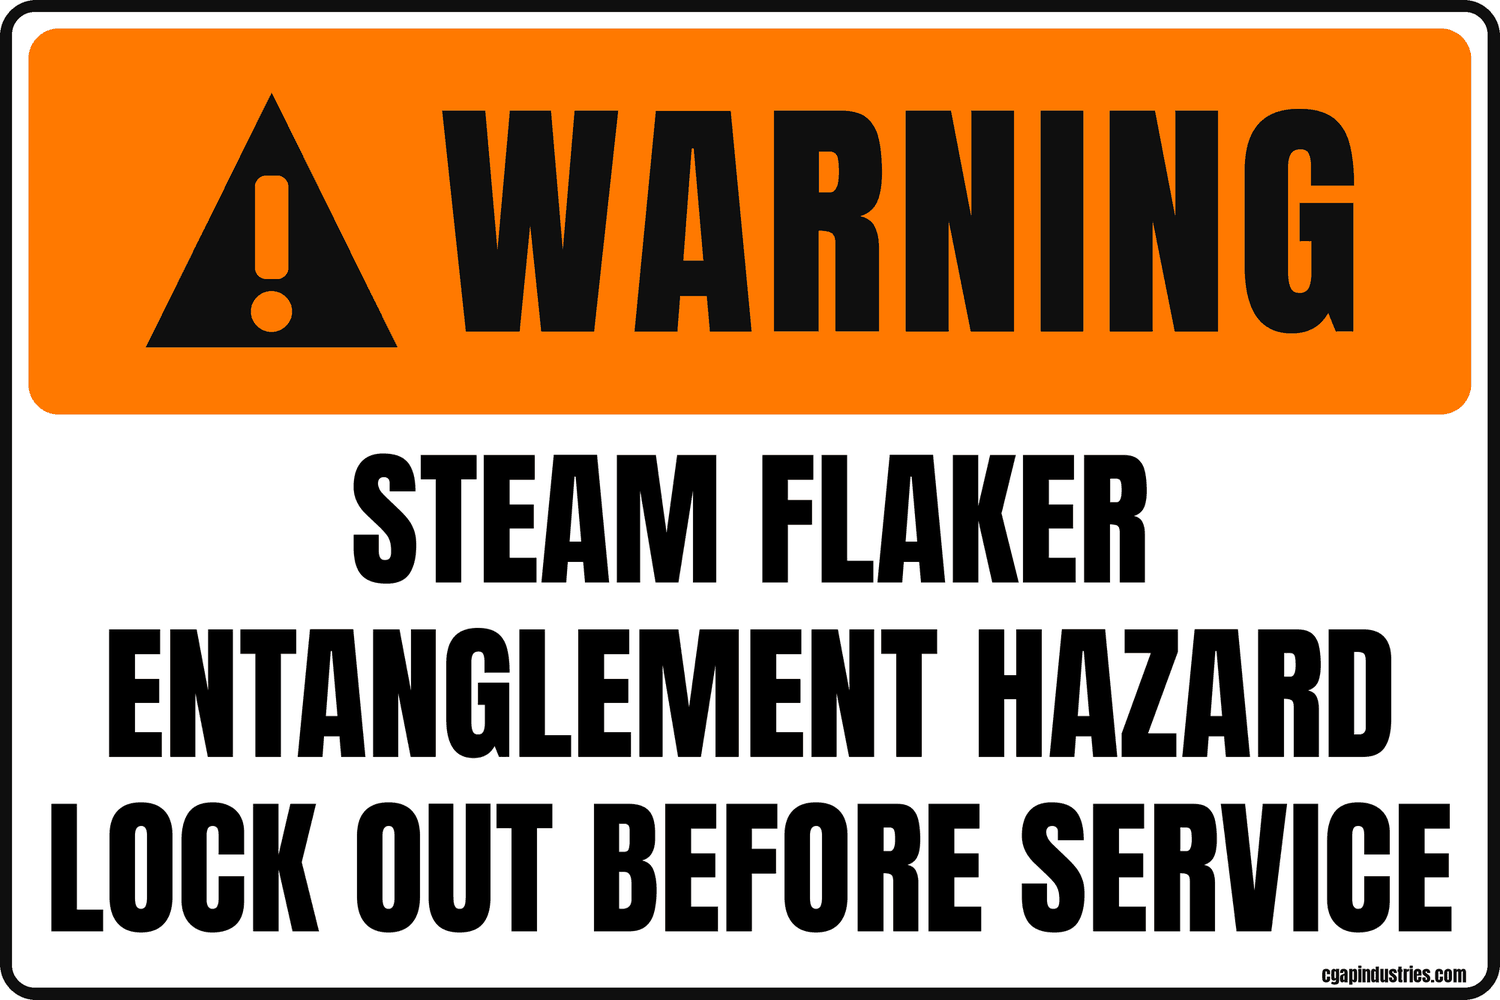 WARNING
STEAM FLAKER
ENTANGLEMENT HAZARD
LOCK OUT BEFORE SERVICE
cgapindustries.com